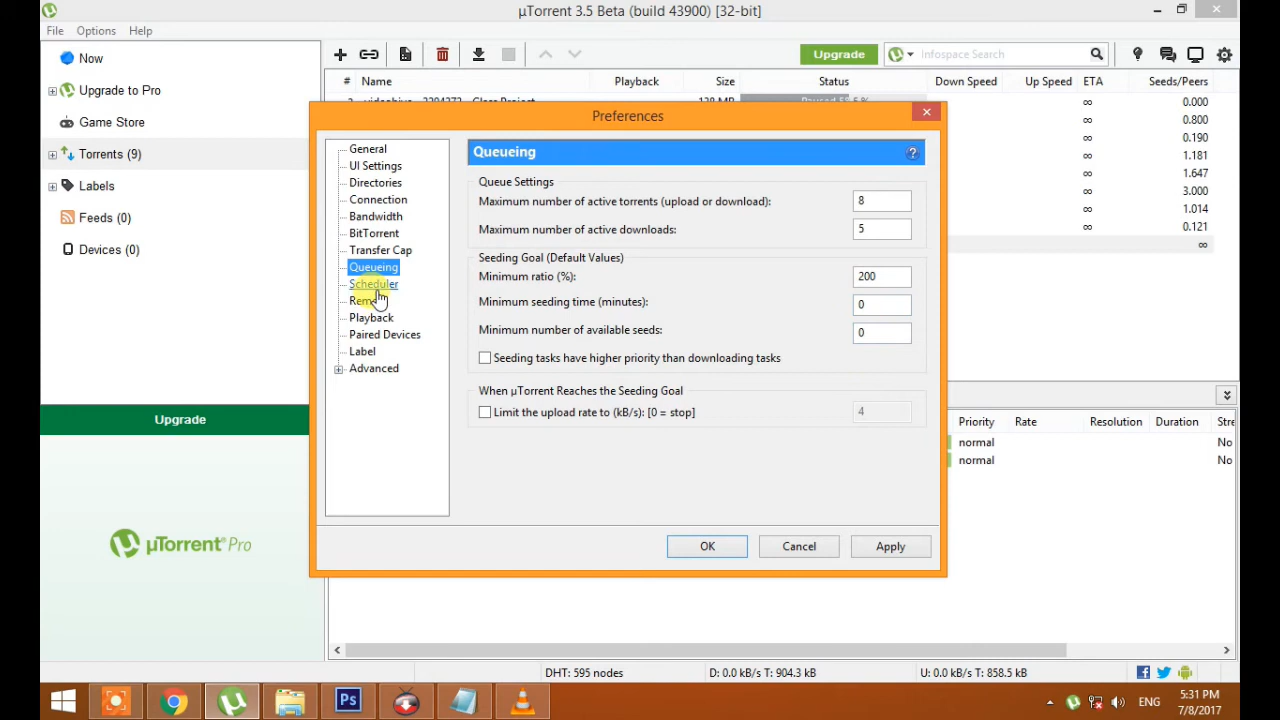 µTorrent 3.5 Beta (build 43900) [32-bit]
File Options Help
Now
Upgrade to Pro
Game Store
Torrents (9)
Labels
Feeds (0)
Devices (0)
Upgrade
µTorrent Pro
Upgrade
Infospace Search
# Name Playback Size Status Down Speed Up Speed ETA Seeds/Peers
∞ 0.000
∞ 0.800
∞ 0.190
∞ 1.181
∞ 1.647
∞ 3.000
∞ 1.014
∞ 0.121
∞
Preferences
General
UI Settings
Directories
Connection
Bandwidth
BitTorrent
Transfer Cap
Queueing
Scheduler
Playback
Paired Devices
Label
Advanced
Queueing
Queue Settings
Maximum number of active torrents (upload or download): 8
Maximum number of active downloads: 5
Seeding Goal (Default Values)
Minimum ratio (%): 200
Minimum seeding time (minutes): 0
Minimum number of available seeds: 0
Seeding tasks have higher priority than downloading tasks
When µTorrent Reaches the Seeding Goal
Limit the upload rate to (kB/s): [0 = stop] 4
OK Cancel Apply
Priority Rate Resolution Duration
normal No
normal No
DHT: 595 nodes D: 0.0 kB/s T: 904.3 kB U: 0.0 kB/s T: 858.5 kB
Ps
ENG
5:31 PM
7/8/2017